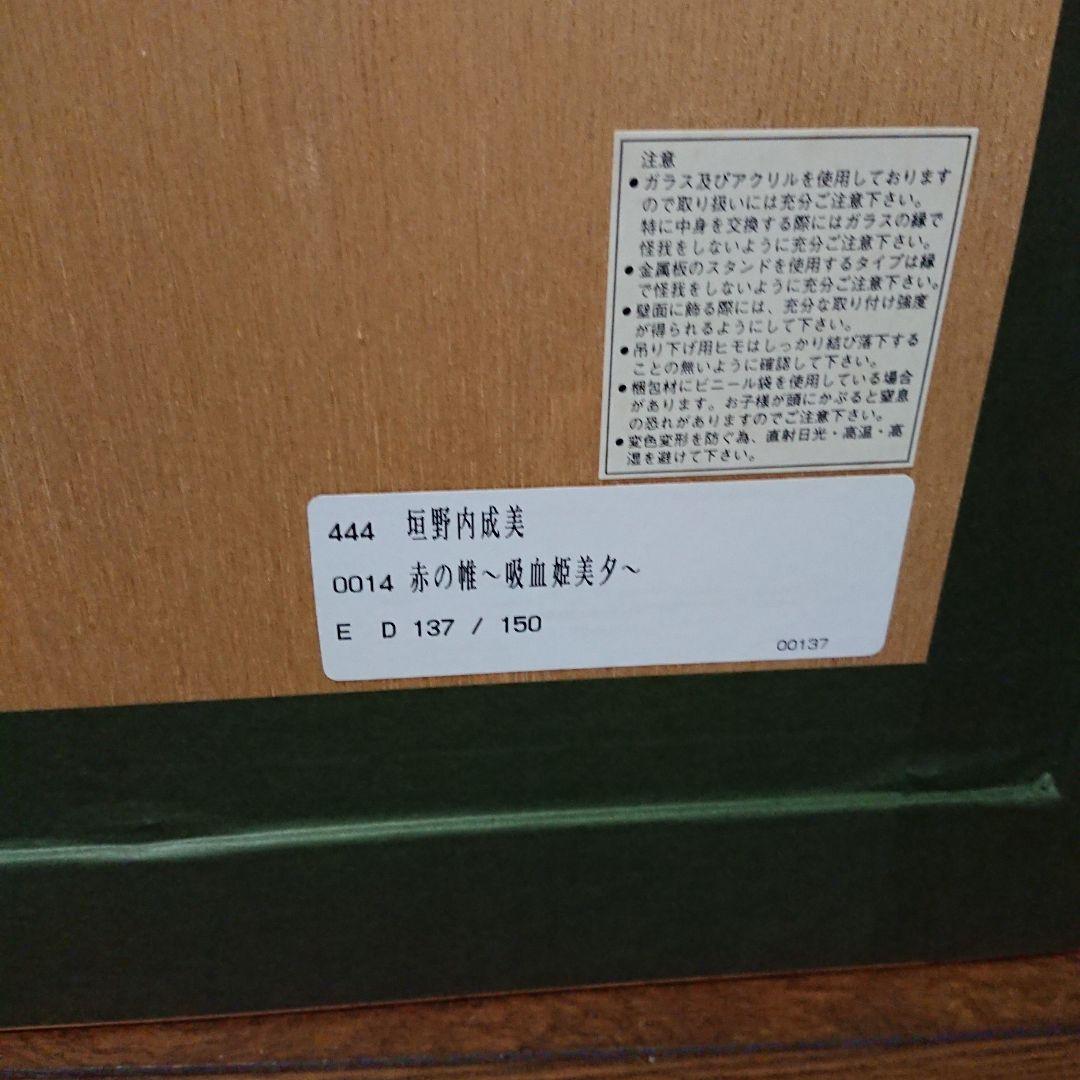 注意
●ガラス及びアクリルを使用しております
ので取り扱いには充分ご注意下さい。
特に中身を交換する際にはガラスの縁で
怪我をしないように充分ご注意下さい。
●金属板のスタンドを使用するタイプは縁
で怪我をしないように充分ご注意下さい。
●壁面に飾る際には、充分な取り付け強度
が得られるようにして下さい。
●吊り下げ用ヒモはしっかり結び落下する
ことの無いように確認して下さい。
●梱包材にビニール袋を使用している場合
があります。お子様が頭にかぶると窒息
の恐れがありますのでご注意下さい。
●変色変形を防ぐ為、直射日光・高温・高
湿を避けて下さい。
444 垣野内成美
0014 赤の帷～吸血姫美夕～
E D 137 / 150
00137